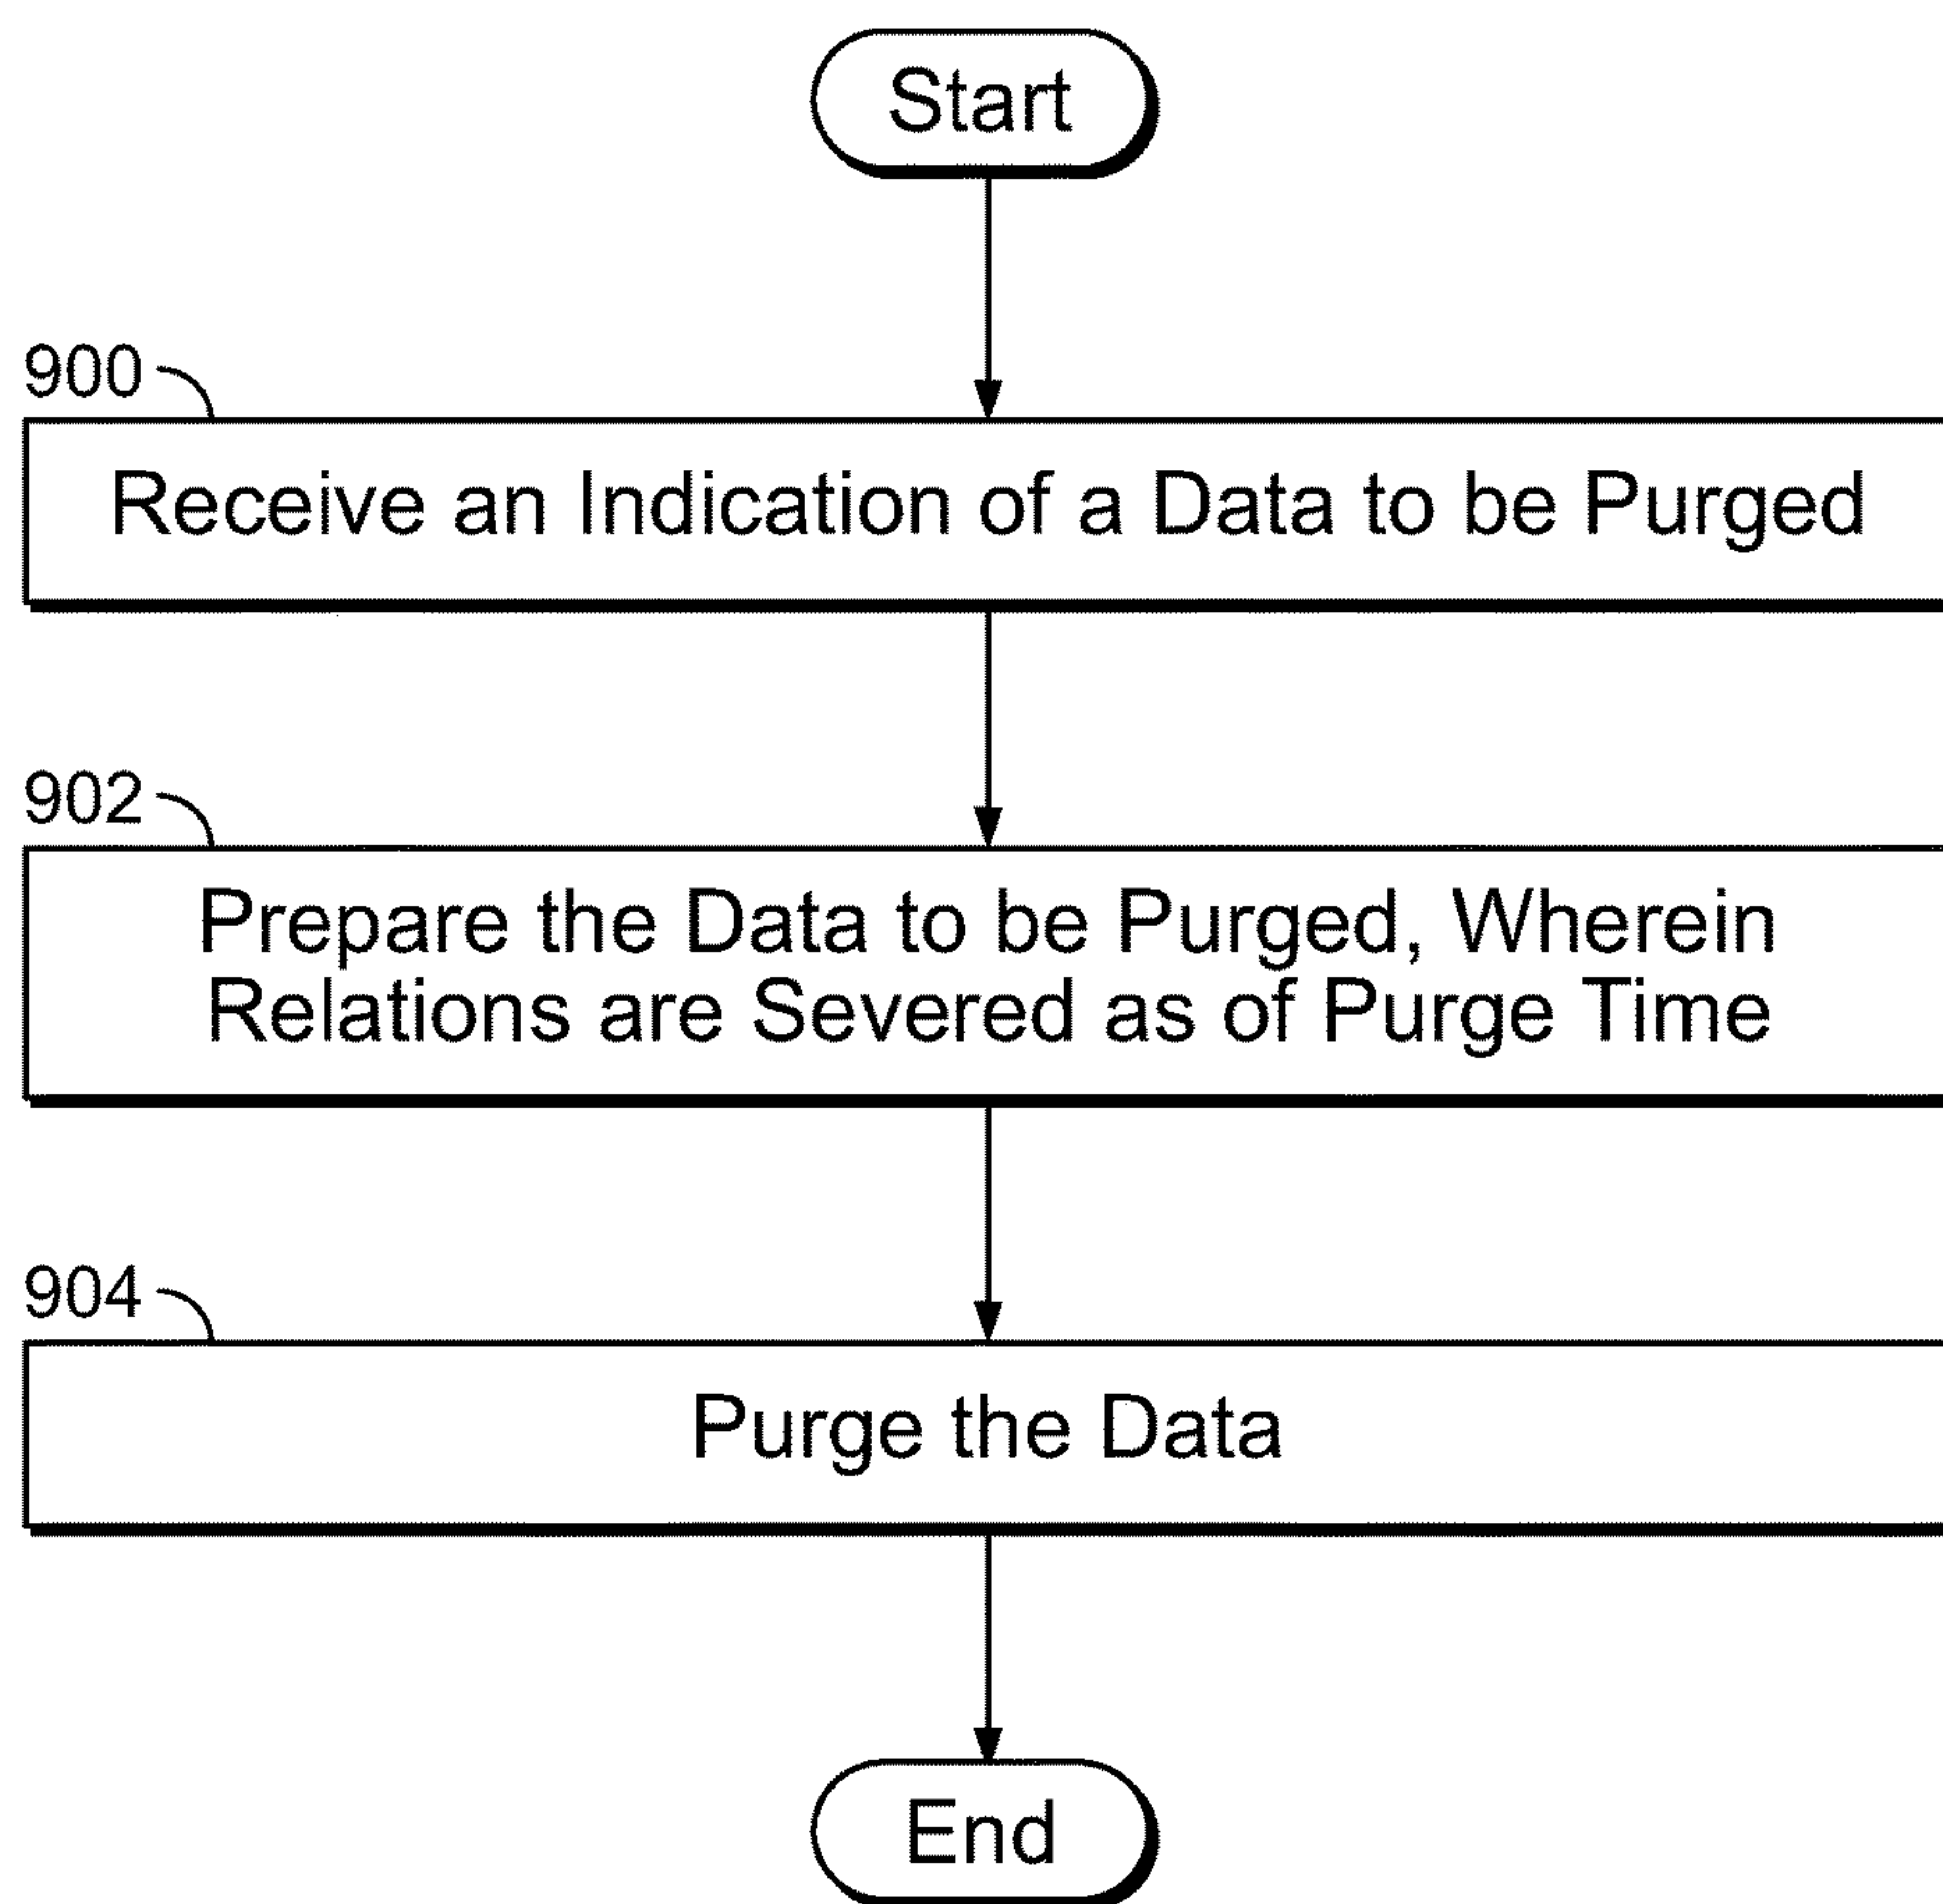 Start
900
Receive an Indication of a Data to be Purged
902
Prepare the Data to be Purged, Wherein
Relations are Severed as of Purge Time
904
Purge the Data
End